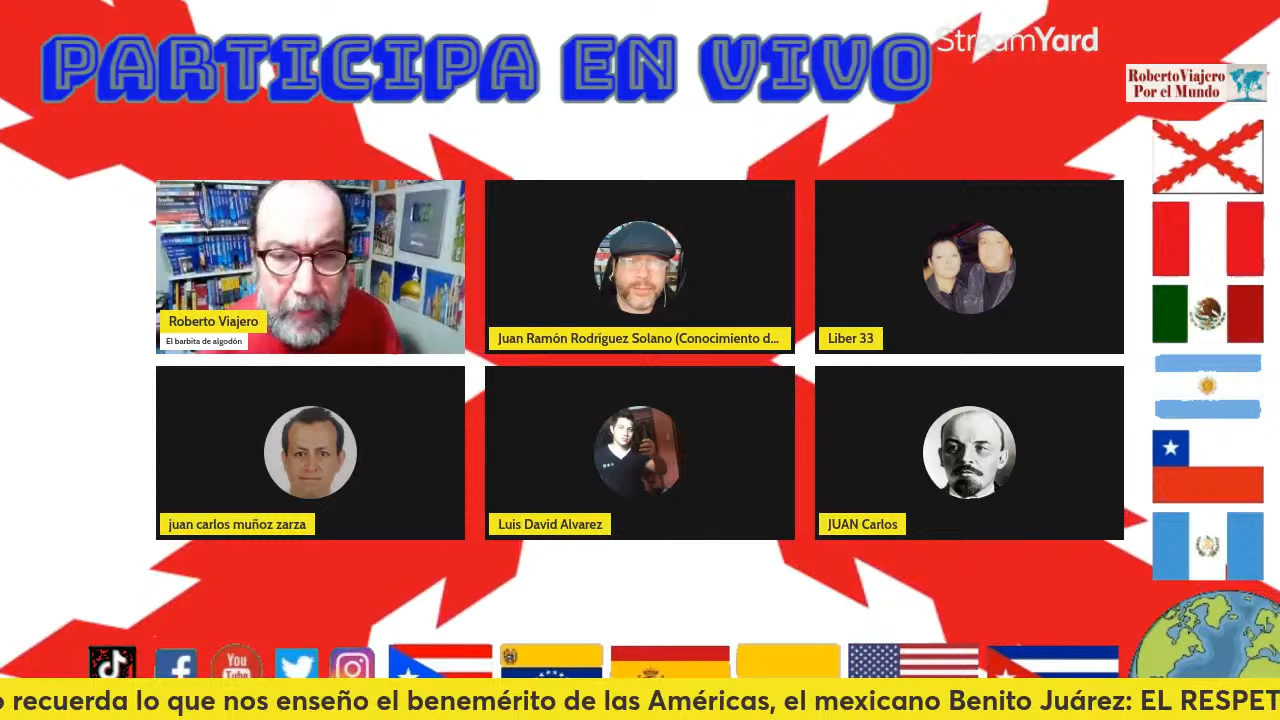 PARTICIPA EN VIVO
StreamYard
RobertoViajero
Por el Mundo
Roberto Viajero
El barbita de algodón
Juan Ramón Rodríguez Solano (Conocimiento d...
Liber 33
juan carlos muñoz zarza
Luis David Alvarez
JUAN Carlos
You
Tube
o recuerda lo que nos enseño el benemérito de las Américas, el mexicano Benito Juárez: EL RESPET